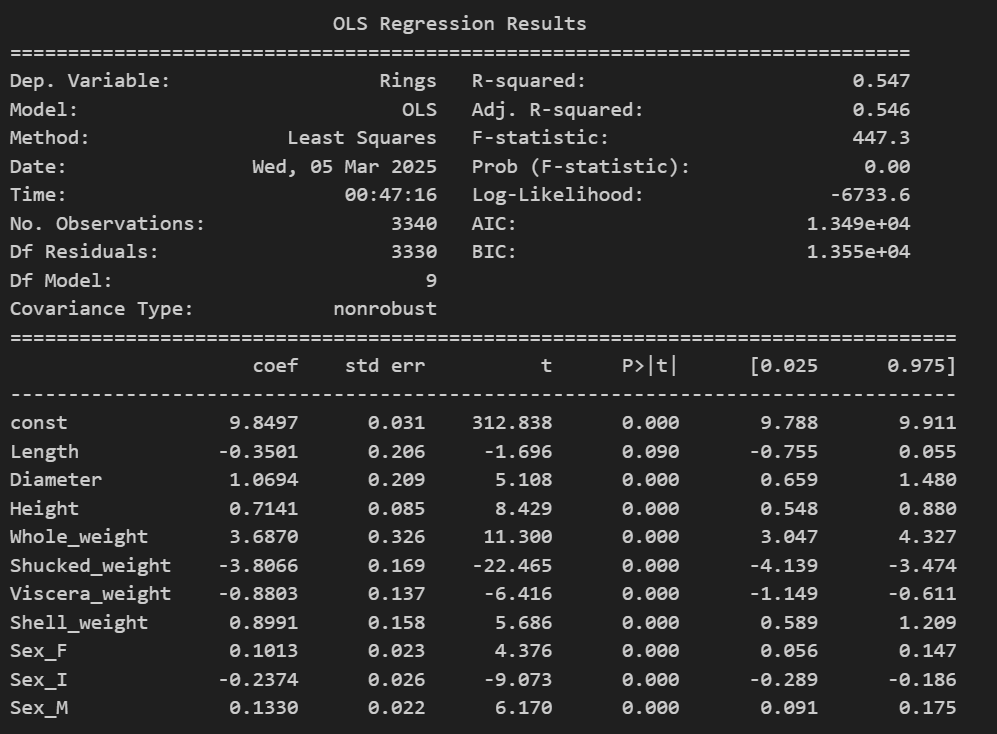 OLS Regression Results
==============================================================================
Dep. Variable: Rings R-squared: 0.547
Model: OLS Adj. R-squared: 0.546
Method: Least Squares F-statistic: 447.3
Date: Wed, 05 Mar 2025 Prob (F-statistic): 0.00
Time: 00:47:16 Log-Likelihood: -6733.6
No. Observations: 3340 AIC: 1.349e+04
Df Residuals: 3330 BIC: 1.355e+04
Df Model: 9
Covariance Type: nonrobust
==================================================================================
coef std err t P>|t| [0.025 0.975]
----------------------------------------------------------------------------------
const 9.8497 0.031 312.838 0.000 9.788 9.911
Length -0.3501 0.206 -1.696 0.090 -0.755 0.055
Diameter 1.0694 0.209 5.108 0.000 0.659 1.480
Height 0.7141 0.085 8.429 0.000 0.548 0.880
Whole_weight 3.6870 0.326 11.300 0.000 3.047 4.327
Shucked_weight -3.8066 0.169 -22.465 0.000 -4.139 -3.474
Viscera_weight -0.8803 0.137 -6.416 0.000 -1.149 -0.611
Shell_weight 0.8991 0.158 5.686 0.000 0.589 1.209
Sex_F 0.1013 0.023 4.376 0.000 0.056 0.147
Sex_I -0.2374 0.026 -9.073 0.000 -0.289 -0.186
Sex_M 0.1330 0.022 6.170 0.000 0.091 0.175